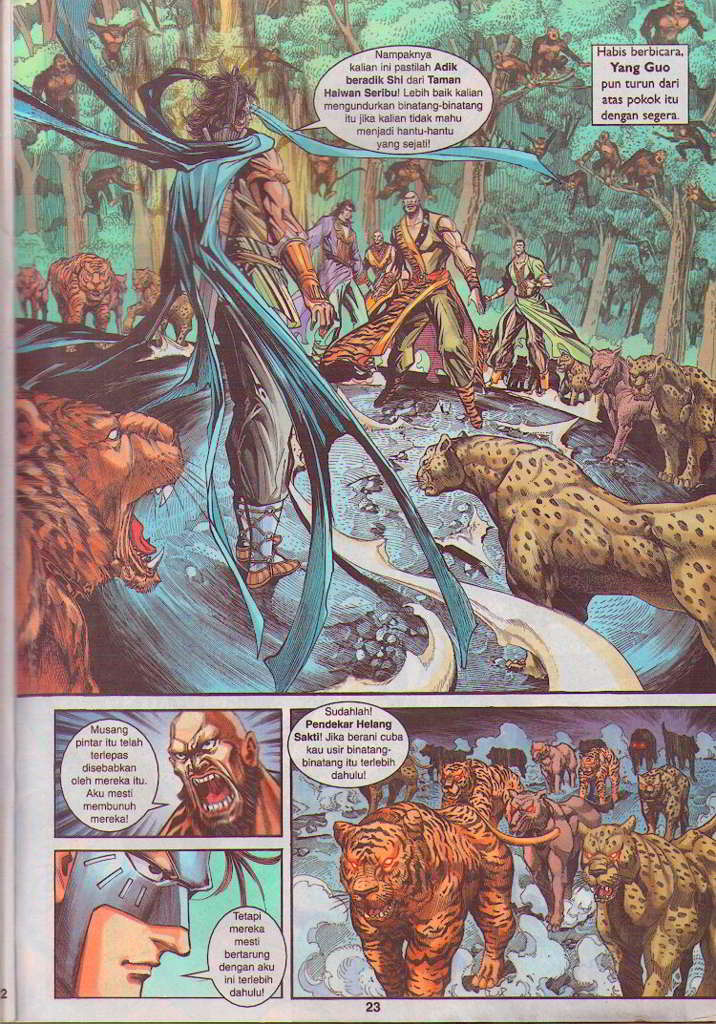 Nampaknya
kalian ini pastilah Adik
beradik Shi dari Taman
Haiwan Seribu! Lebih baik kalian
mengundurkan binatang-binatang
itu jika kalian tidak mahu
menjadi hantu-hantu
yang sejati!
Habis berbicara,
Yang Guo
pun turun dari
atas pokok itu
dengan segera.
Musang
pintar itu telah
terlepas
disebabkan
oleh mereka itu.
Aku mesti
membunuh
mereka!
Sudahlah!
Pendekar Helang
Sakti! Jika berani cuba
kau usir binatang-
binatang itu terlebih
dahulu!
Tetapi
mereka
mesti
bertarung
dengan aku
ini terlebih
dahulu!
2
23